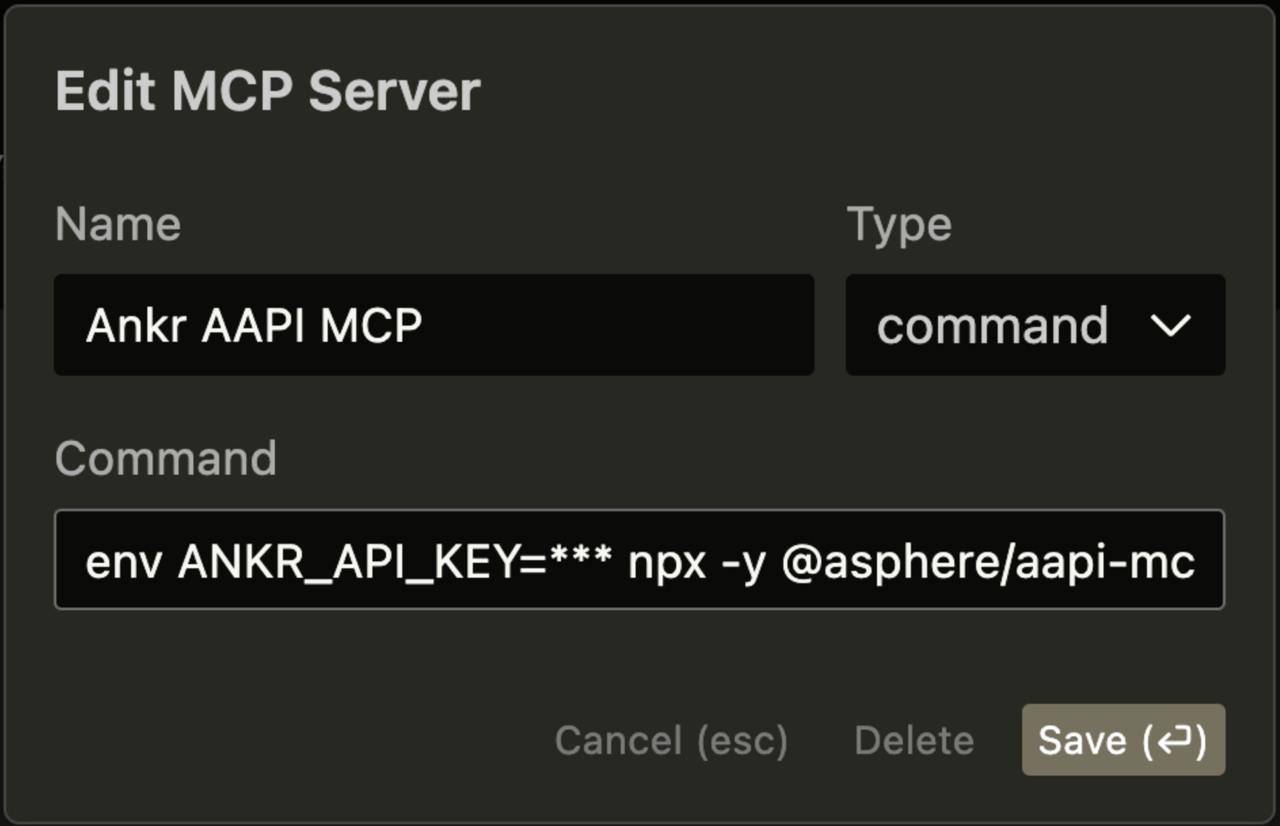 Edit MCP Server
Name
Type
Ankr AAPI MCP
command
Command
env ANKR_API_KEY=*** npx -y @asphere/aapi-mc
Cancel (esc)
Delete
Save (⏎)